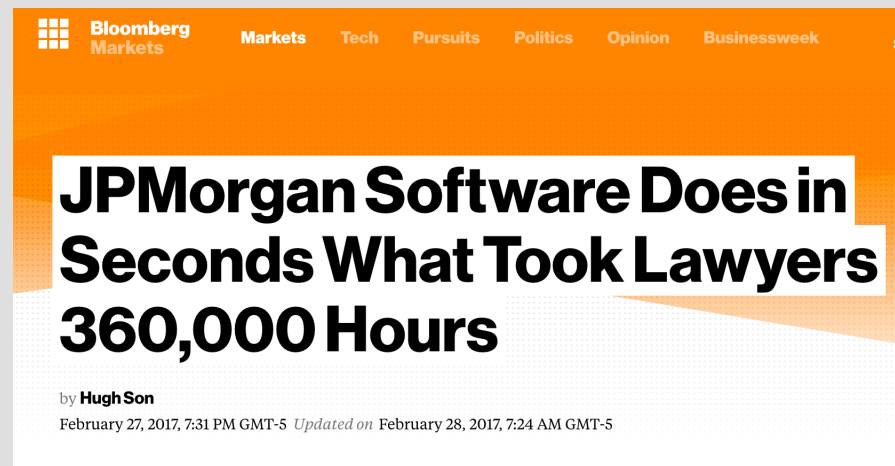 Bloomberg
Markets
Markets Tech Pursuits Politics Opinion Businessweek
JPMorgan Software Does in
Seconds What Took Lawyers
360,000 Hours
by Hugh Son
February 27, 2017, 7:31 PM GMT-5 Updated on February 28, 2017, 7:24 AM GMT-5